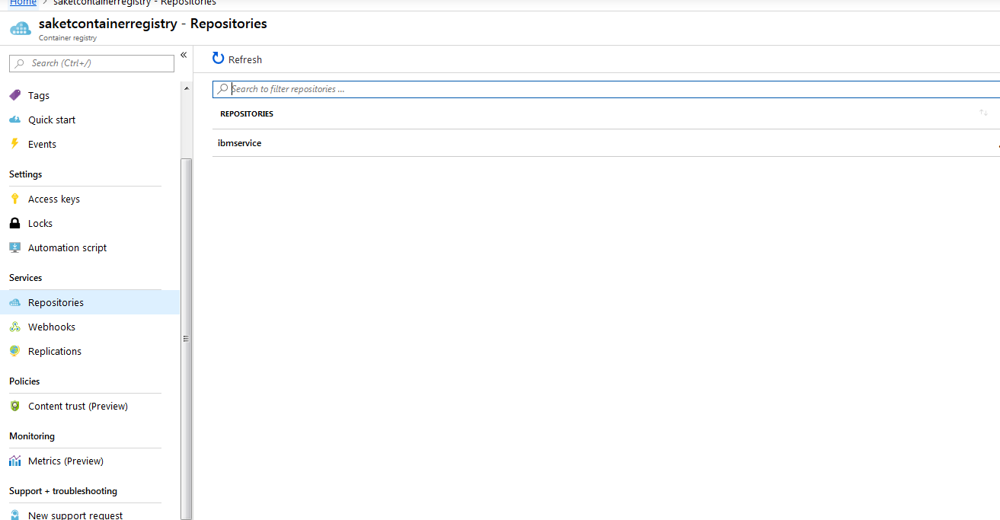 Home > saketcontainerregistry - Repositories
saketcontainerregistry - Repositories
Container registry
Search (Ctrl+/)
«
Tags
Quick start
Events
Settings
Access keys
Locks
Automation script
Services
Repositories
Webhooks
Replications
Policies
Content trust (Preview)
Monitoring
Metrics (Preview)
Support + troubleshooting
New support request
Refresh
Search to filter repositories ...
REPOSITORIES
ibmservice